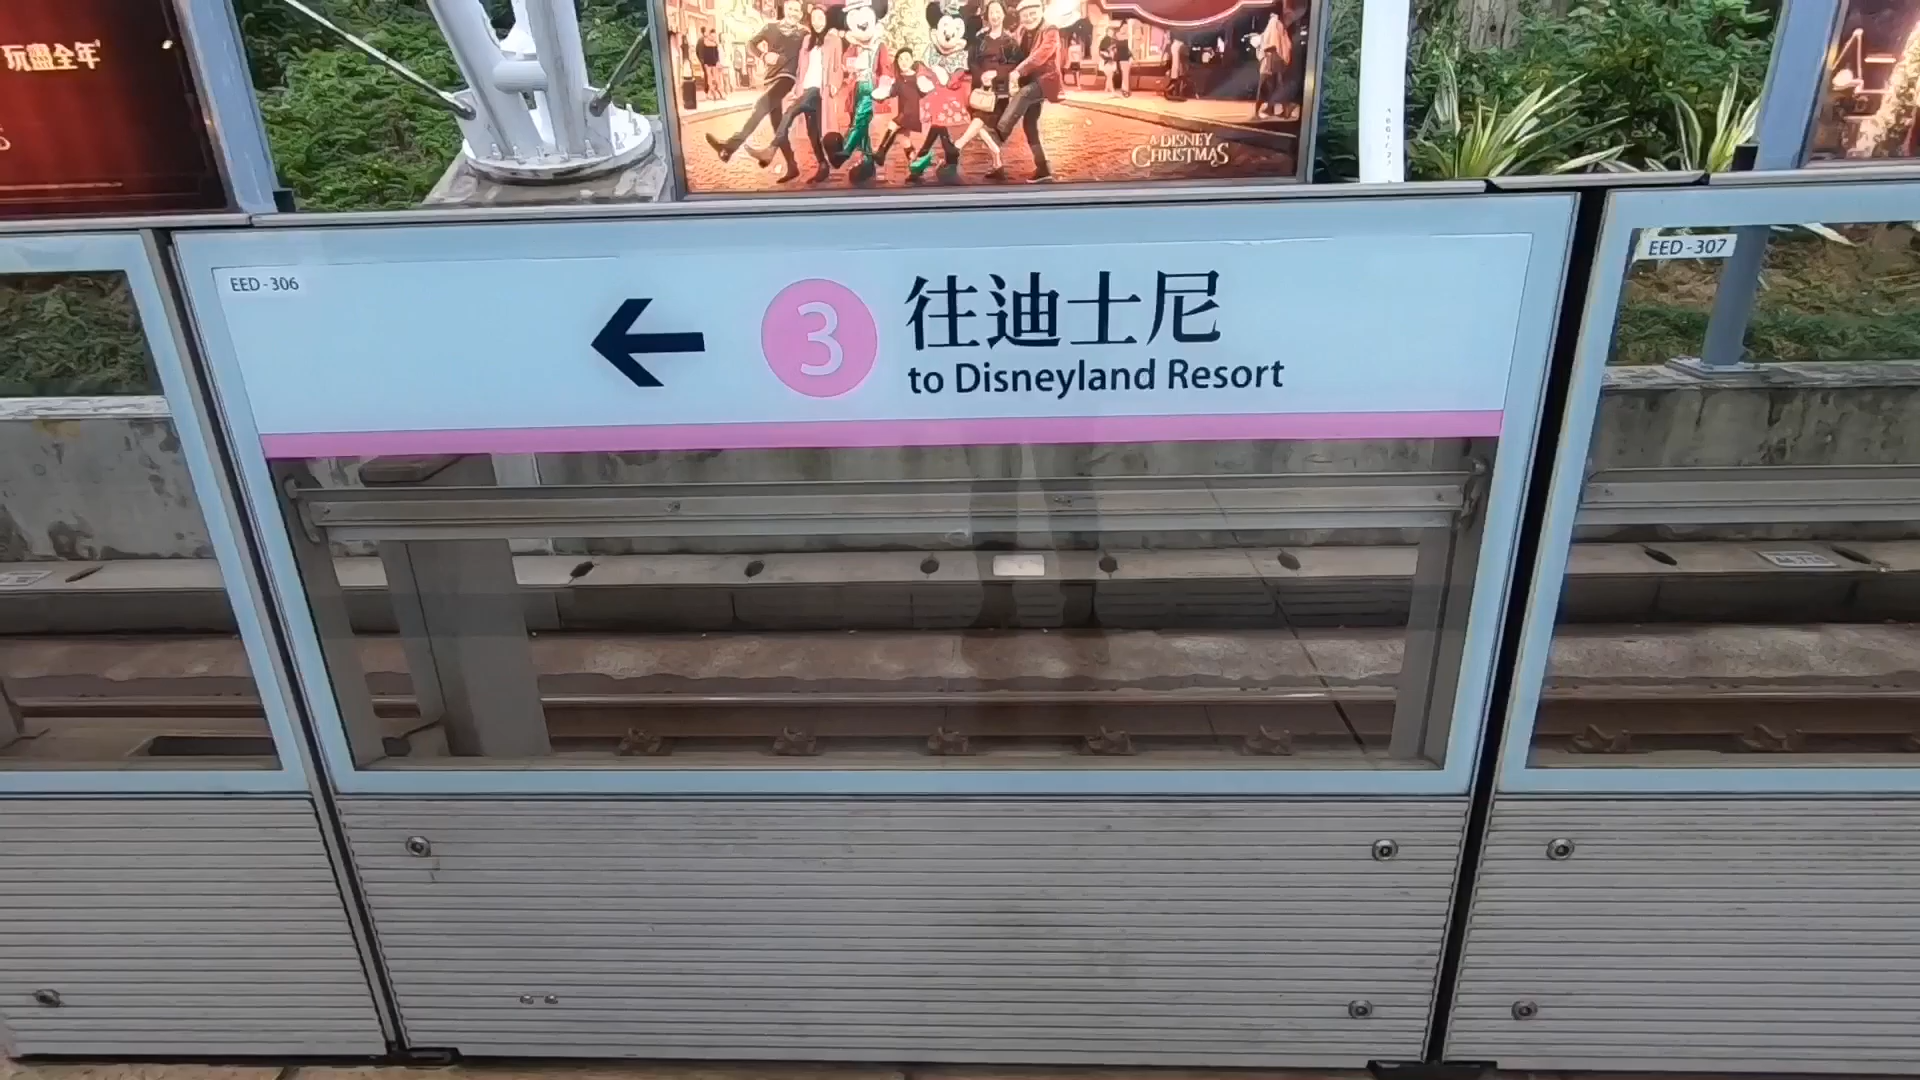 玩盡全年
A DISNEY
CHRISTMAS
EED-306
EED-307
3
往迪士尼
to Disneyland Resort